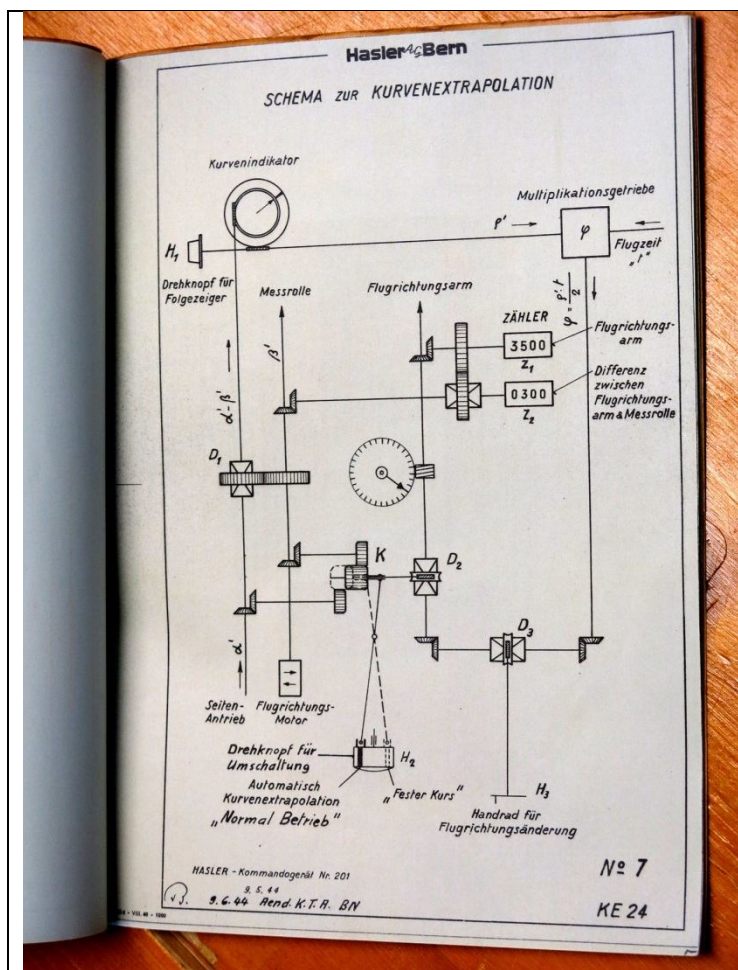 Hasler AG Bern
SCHEMA ZUR KURVENEXTRAPOLATION
Kurvenindikator
Multiplikationsgetriebe
ρ'
φ
H₁
Flugzeit
„t"
Drehknopf für
Folgezeiger
Messrolle
Flugrichtungsarm
φ = ρ'·t / 2
ZÄHLER
3500
Z₁
Flugrichtungs-
arm
β'
0300
Z₂
Differenz
zwischen
Flugrichtungs-
arm & Messrolle
α'-β'
D₁
K
D₂
D₃
α'
Seiten-
Antrieb
Flugrichtungs-
Motor
Drehknopf für
Umschaltung
H₂
Automatisch
Kurvenextrapolation
„Normal Betrieb"
„Fester Kurs"
H₃
Handrad für
Flugrichtungsänderung
HASLER - Kommandogerät Nr. 201
9.5.44
9.6.44 Aend. K.T.A. BN
Nº 7
KE 24